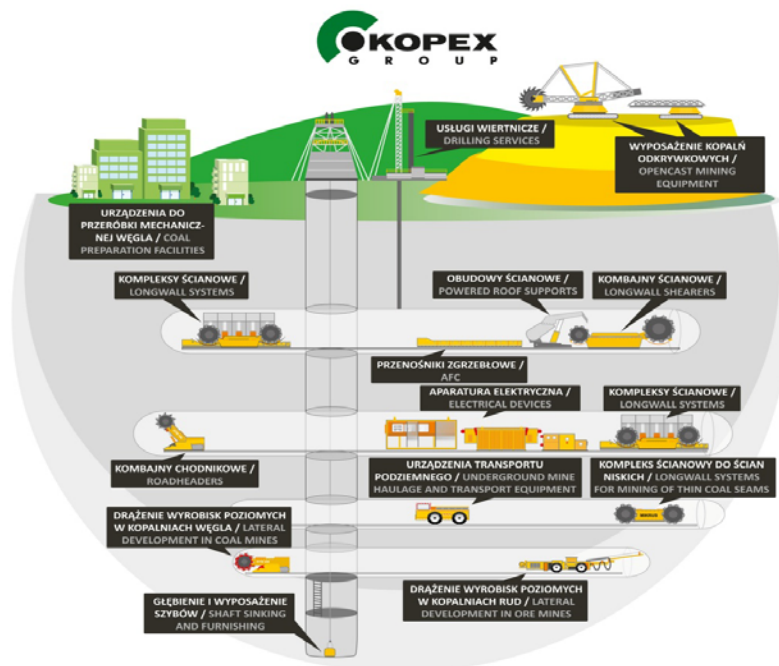 KOPEX
GROUP
USŁUGI WIERTNICZE /
DRILLING SERVICES
WYPOSAŻENIE KOPALŃ
ODKRYWKOWYCH /
OPENCAST MINING
EQUIPMENT
URZĄDZENIA DO
PRZERÓBKI MECHANICZ-
NEJ WĘGLA / COAL
PREPARATION FACILITIES
KOMPLEKSY ŚCIANOWE /
LONGWALL SYSTEMS
OBUDOWY ŚCIANOWE /
POWERED ROOF SUPPORTS
KOMBAJNY ŚCIANOWE /
LONGWALL SHEARERS
PRZENOŚNIKI ZGRZEBŁOWE /
AFC
APARATURA ELEKTRYCZNA /
ELECTRICAL DEVICES
KOMPLEKSY ŚCIANOWE /
LONGWALL SYSTEMS
KOMBAJNY CHODNIKOWE /
ROADHEADERS
URZĄDZENIA TRANSPORTU
PODZIEMNEGO / UNDERGROUND MINE
HAULAGE AND TRANSPORT EQUIPMENT
KOMPLEKS ŚCIANOWY DO ŚCIAN
NISKICH / LONGWALL SYSTEMS
FOR MINING OF THIN COAL SEAMS
DRĄŻENIE WYROBISK POZIOMYCH
W KOPALNIACH WĘGLA / LATERAL
DEVELOPMENT IN COAL MINES
DRĄŻENIE WYROBISK POZIOMYCH
W KOPALNIACH RUD / LATERAL
DEVELOPMENT IN ORE MINES
GŁĘBIENIE I WYPOSAŻENIE
SZYBÓW / SHAFT SINKING
AND FURNISHING